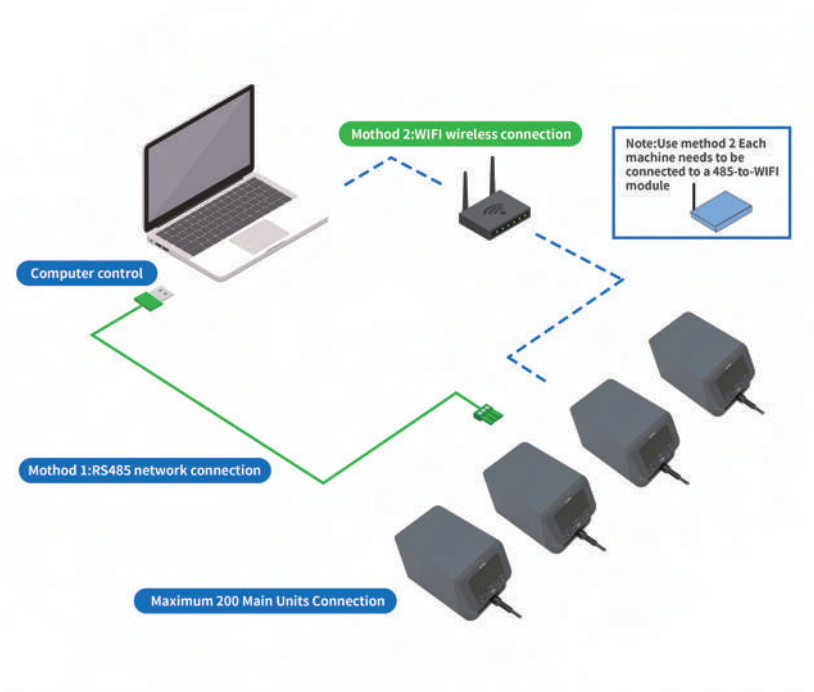 Mothod 2:WIFI wireless connection
Note:Use method 2 Each
machine needs to be
connected to a 485-to-WIFI
module
Computer control
Mothod 1:RS485 network connection
Maximum 200 Main Units Connection